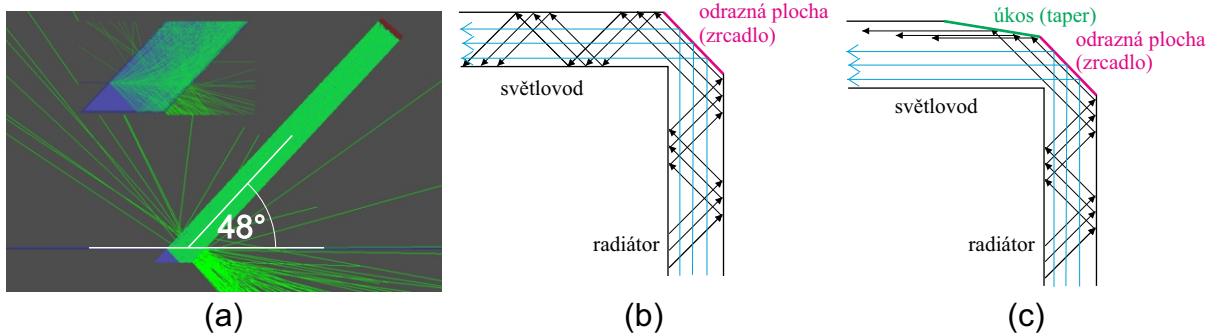 48°
(a)
odrazná plocha
(zrcadlo)
světlovod
radiátor
(b)
úkos (taper)
odrazná plocha
(zrcadlo)
světlovod
radiátor
(c)